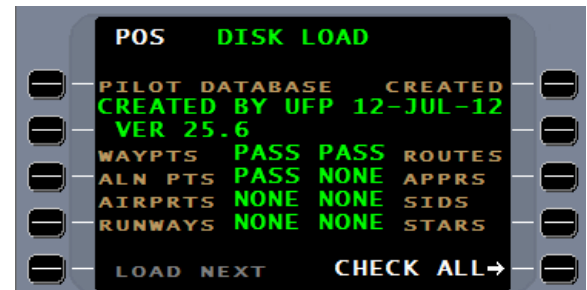 POS DISK LOAD
PILOT DATABASE CREATED
CREATED BY UFP 12-JUL-12
VER 25.6
WAYPTS PASS PASS ROUTES
ALN PTS PASS NONE APPRS
AIRPRTS NONE NONE SIDS
RUNWAYS NONE NONE STARS
LOAD NEXT CHECK ALL→